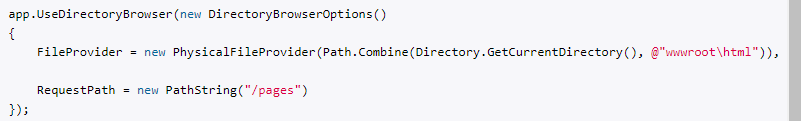 app.UseDirectoryBrowser(new DirectoryBrowserOptions()
{
    FileProvider = new PhysicalFileProvider(Path.Combine(Directory.GetCurrentDirectory(), @"wwwroot\html")),
    RequestPath = new PathString("/pages")
});